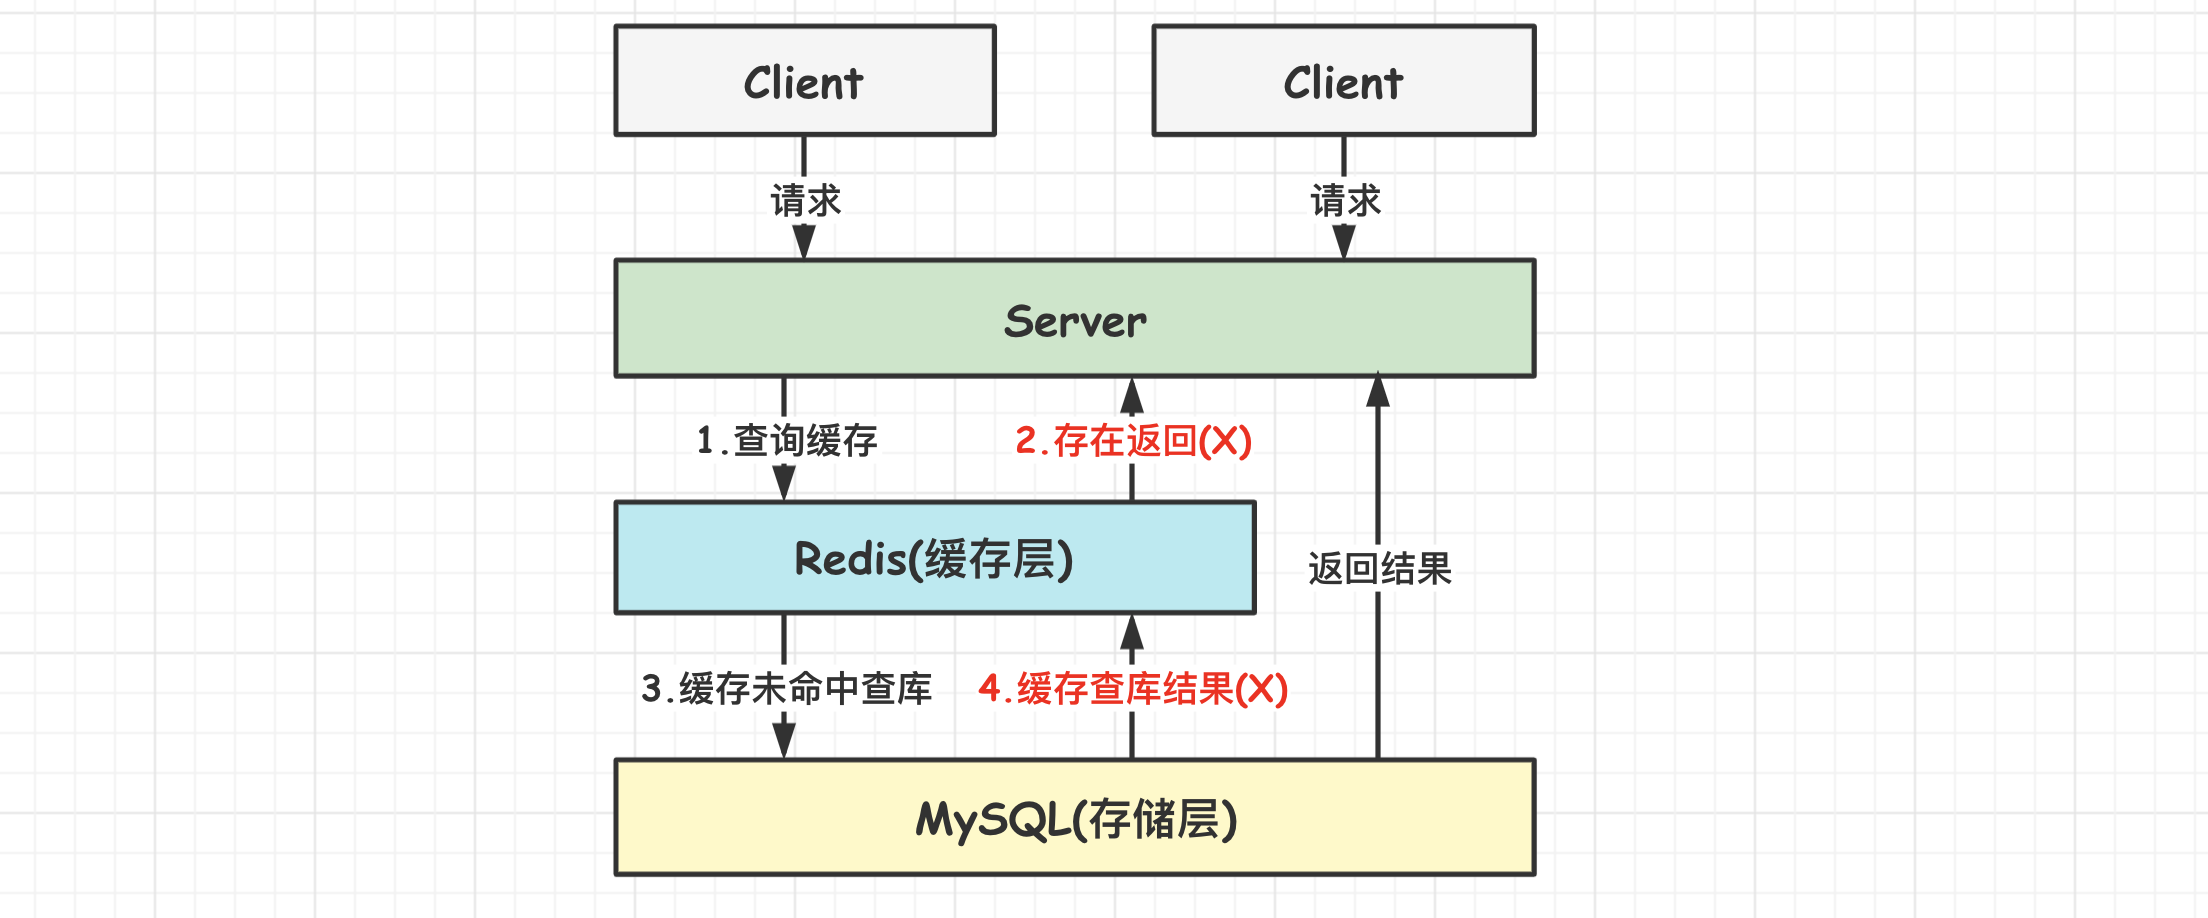 Client
Client
请求
请求
Server
1.查询缓存
2.存在返回(X)
Redis(缓存层)
返回结果
3.缓存未命中查库
4.缓存查库结果(X)
MySQL(存储层)